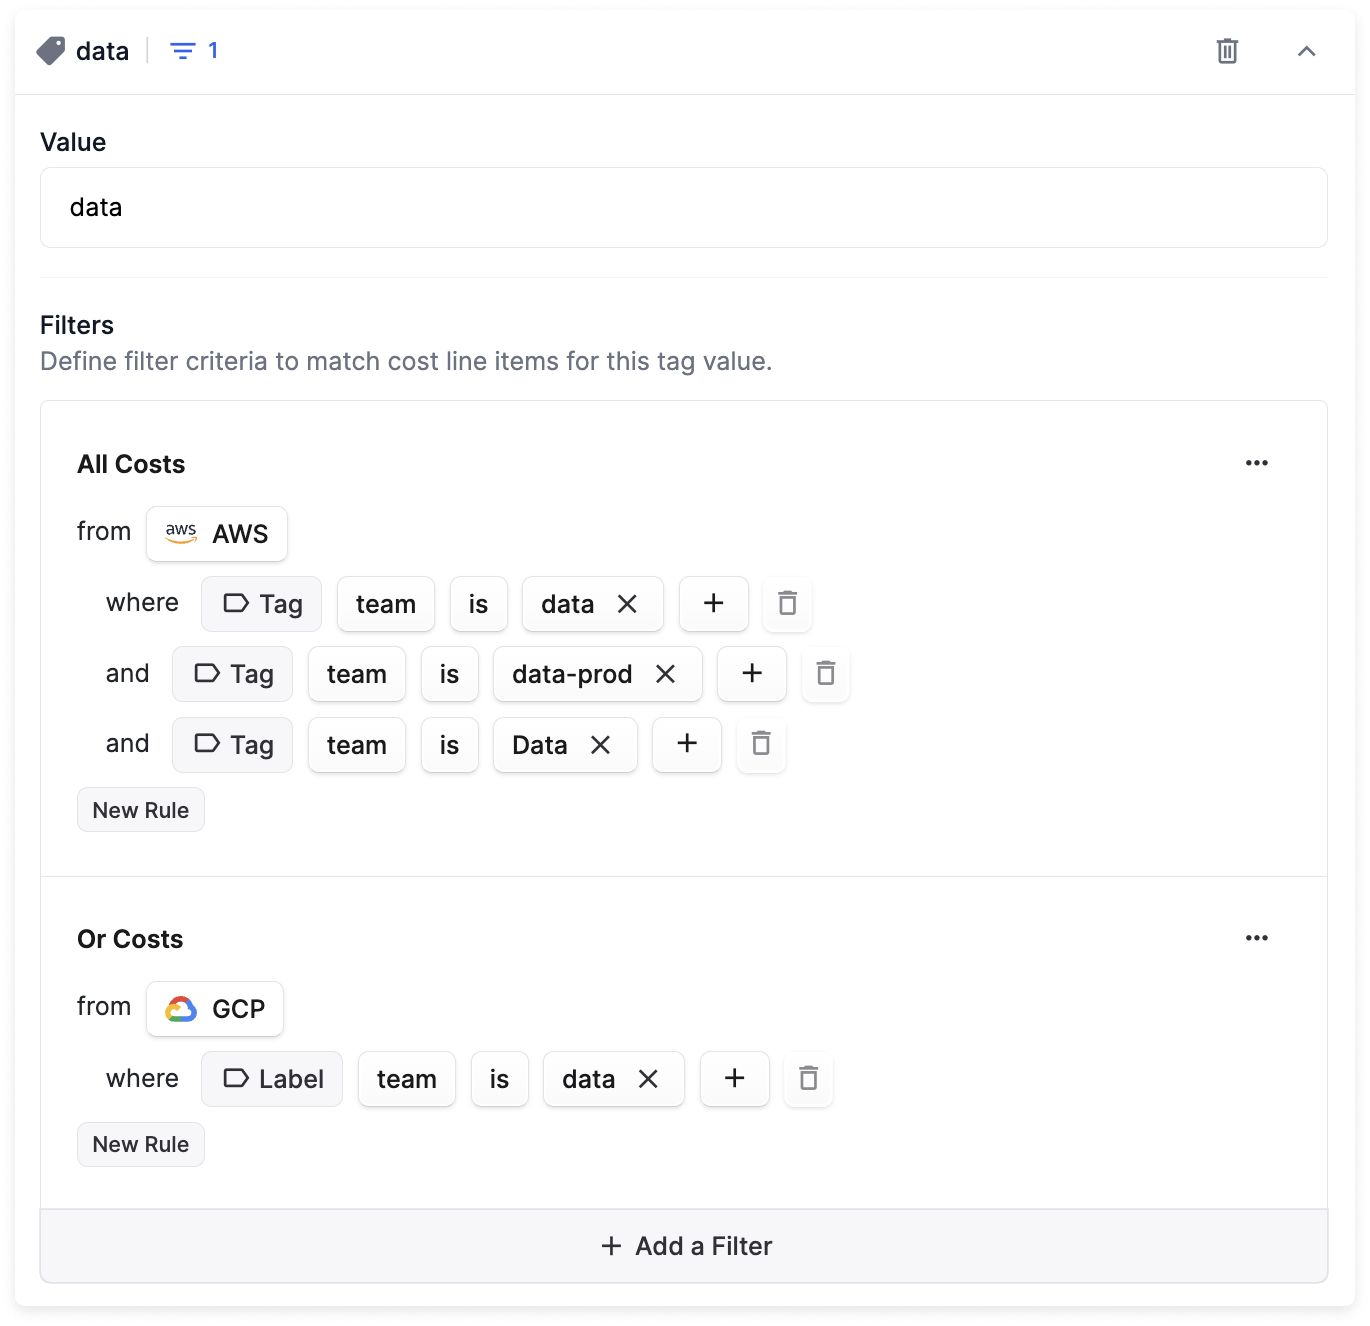 data 1
Value
data
Filters
Define filter criteria to match cost line items for this tag value.
All Costs
from aws AWS
where Tag team is data
and Tag team is data-prod
and Tag team is Data
New Rule
Or Costs
from GCP
where Label team is data
New Rule
+ Add a Filter